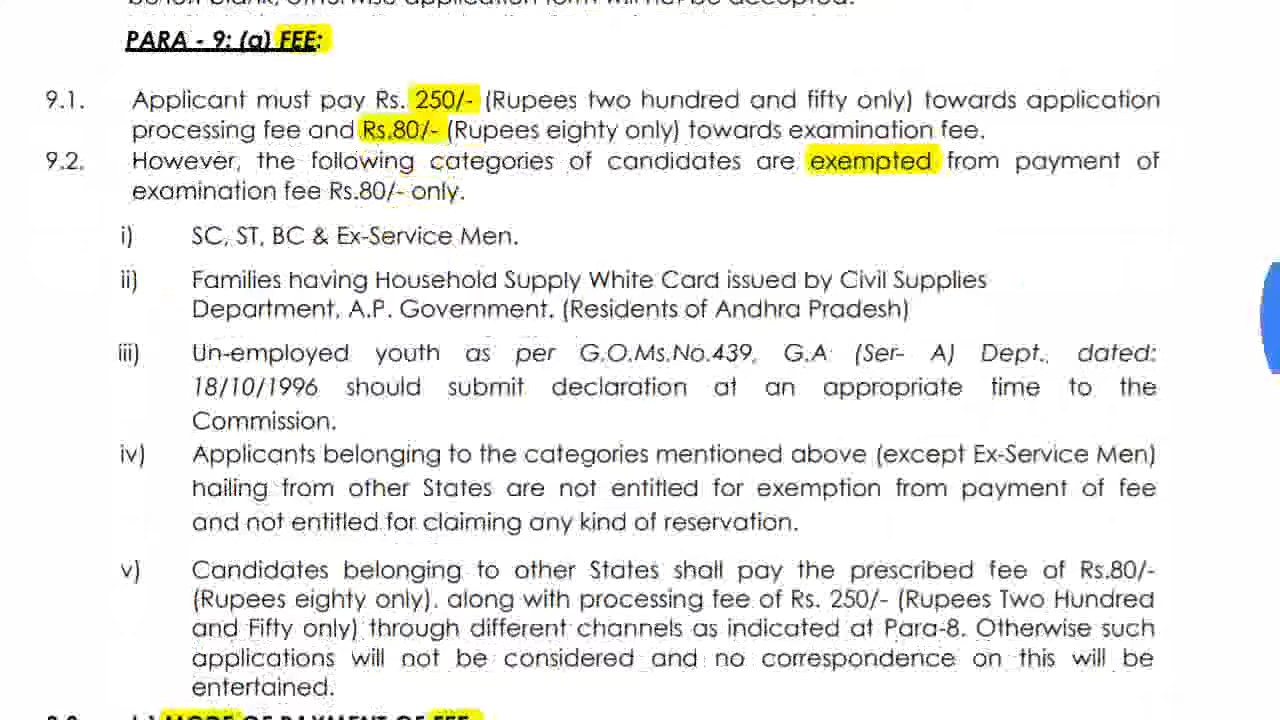 PARA - 9: (a) FEE:
9.1. Applicant must pay Rs. 250/- (Rupees two hundred and fifty only) towards application
processing fee and Rs.80/- (Rupees eighty only) towards examination fee.
9.2. However, the following categories of candidates are exempted from payment of
examination fee Rs.80/- only.
i) SC, ST, BC & Ex-Service Men.
ii) Families having Household Supply White Card issued by Civil Supplies
Department, A.P. Government. (Residents of Andhra Pradesh)
iii) Un-employed youth as per G.O.Ms.No.439, G.A (Ser- A) Dept., dated:
18/10/1996 should submit declaration at an appropriate time to the
Commission.
iv) Applicants belonging to the categories mentioned above (except Ex-Service Men)
hailing from other States are not entitled for exemption from payment of fee
and not entitled for claiming any kind of reservation.
v) Candidates belonging to other States shall pay the prescribed fee of Rs.80/-
(Rupees eighty only), along with processing fee of Rs. 250/- (Rupees Two Hundred
and Fifty only) through different channels as indicated at Para-8. Otherwise such
applications will not be considered and no correspondence on this will be
entertained.
MODE OF PAYMENT OF FEE